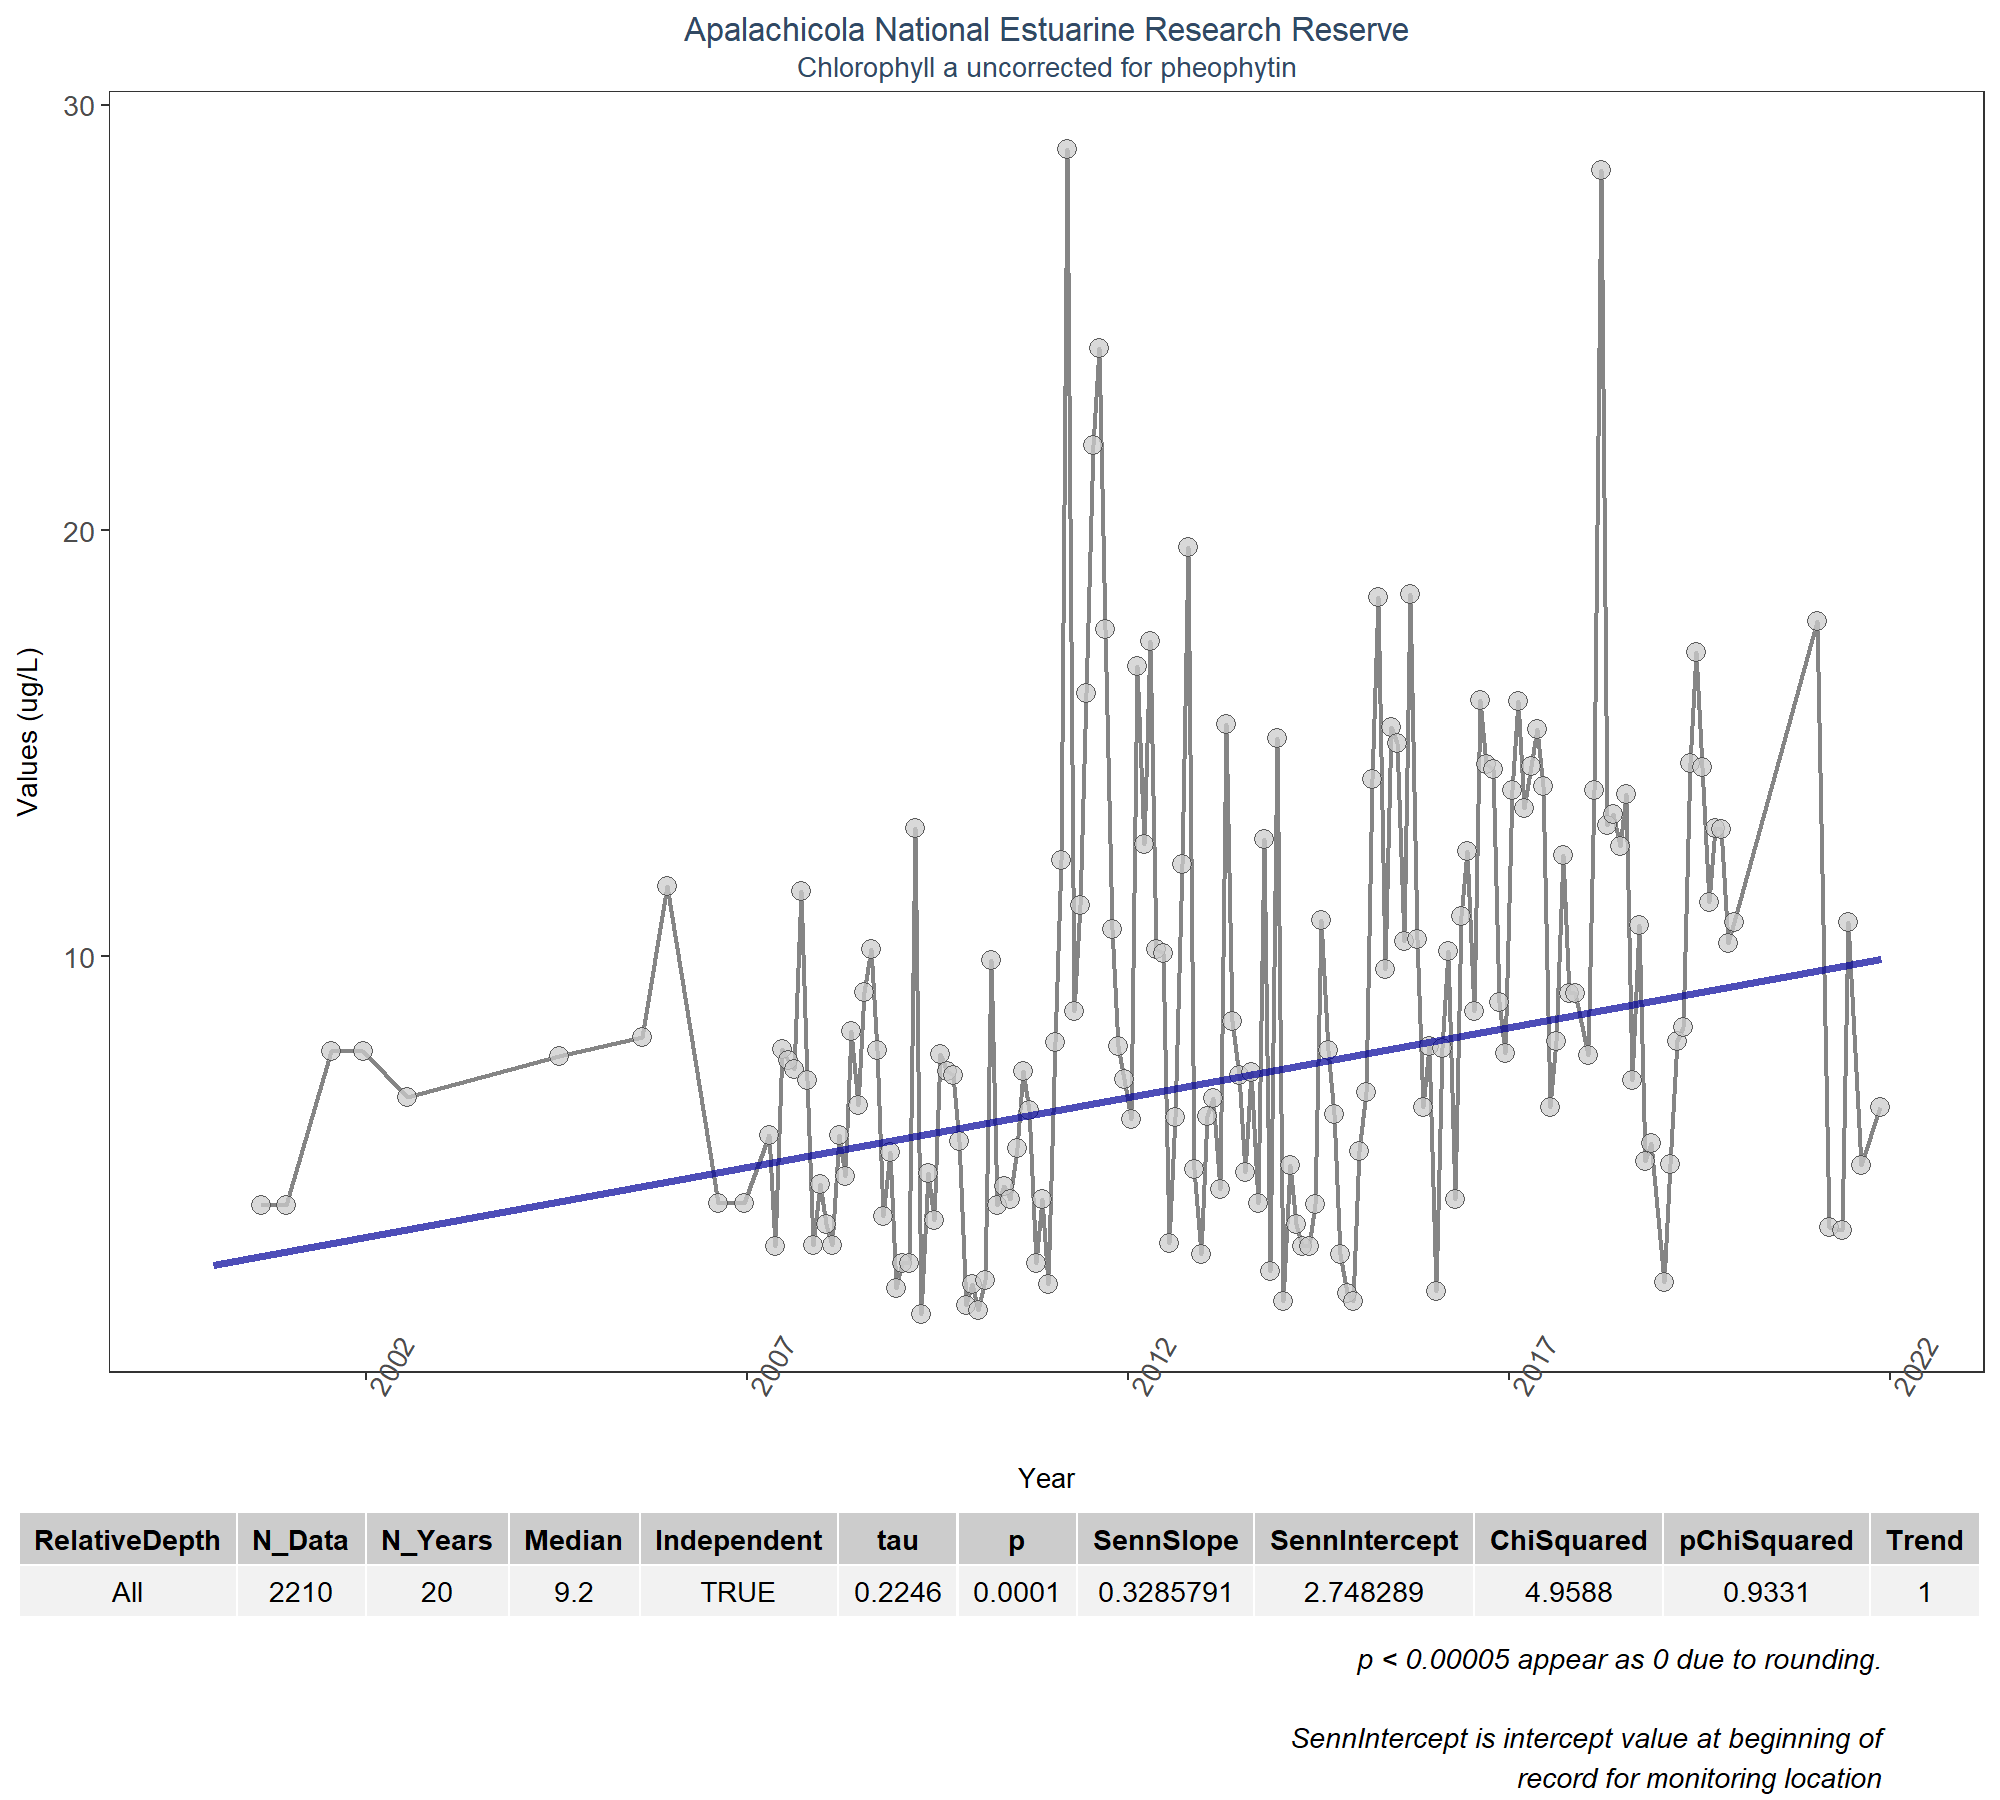 Apalachicola National Estuarine Research Reserve
Chlorophyll a uncorrected for pheophytin
30
20
10
Values (ug/L)
2002
2007
2012
2017
2022
Year
RelativeDepth N_Data N_Years Median Independent tau p SennSlope SennIntercept ChiSquared pChiSquared Trend
All 2210 20 9.2 TRUE 0.2246 0.0001 0.3285791 2.748289 4.9588 0.9331 1
p < 0.00005 appear as 0 due to rounding.
SennIntercept is intercept value at beginning of
record for monitoring location